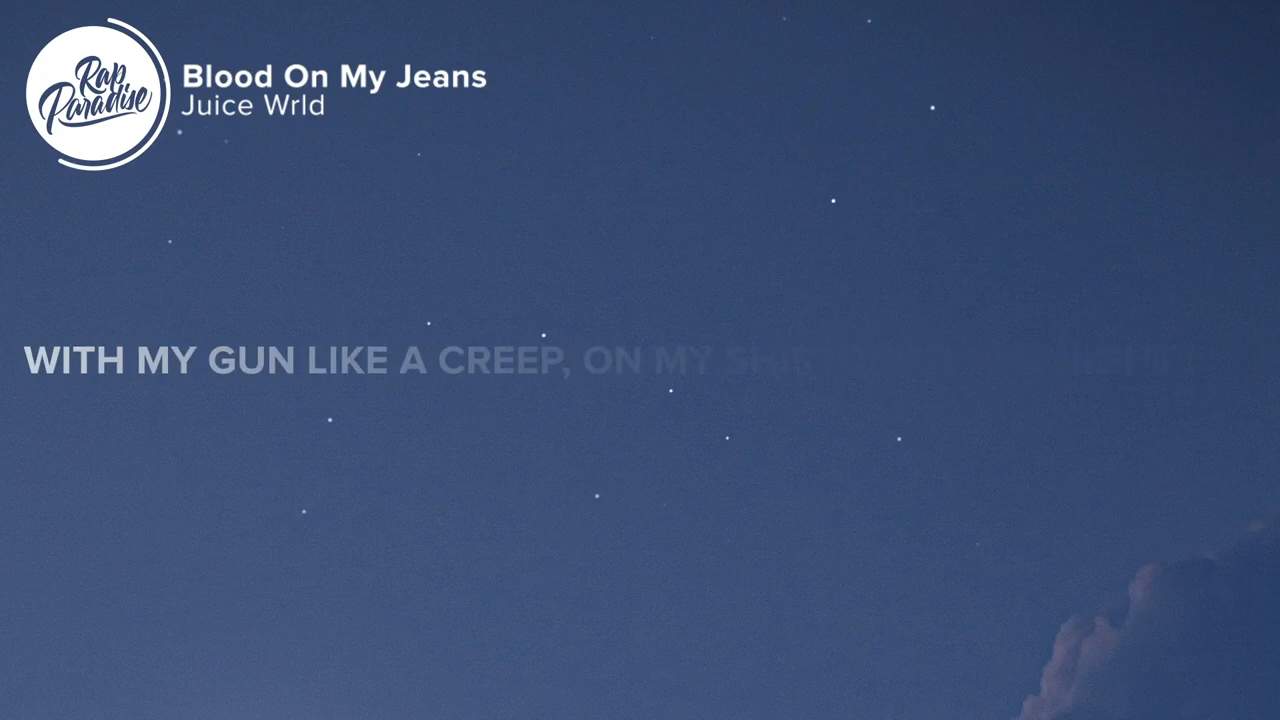 Rap
Paradise
Blood On My Jeans
Juice Wrld
WITH MY GUN LIKE A CREEP, ON MY